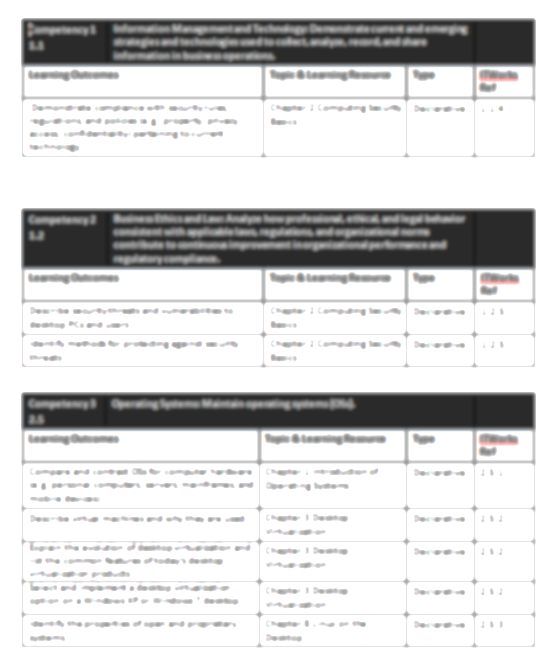 Competency 1
1.1
Information Management and Technology: Demonstrate current and emerging
strategies and technologies used to collect, analyze, record, and share
information in business operations.
Learning Outcomes
Topic & Learning Resource
Type
ITWorks
Ref
Demonstrate compliance with security
regulations, and policies property, privacy,
access, confidentiality pertaining to current
technology
Chapter 2 Computing Security
Basics
Declarative
Competency 2
1.2
Business Ethics and Law: Analyze how professional, ethical, and legal behavior
consistent with applicable laws, regulations, and organizational norms
contribute to continuous improvement in organizational performance and
regulatory compliance.
Learning Outcomes
Topic & Learning Resource
Type
ITWorks
Ref
Describe security threats and vulnerabilities to
desktop PCs and users
Chapter 2 Computing Security
Basics
Declarative
Identify methods for protecting against security
threats
Chapter 2 Computing Security
Basics
Declarative
Competency 3
2.5
Operating Systems: Maintain operating systems (OSs).
Learning Outcomes
Topic & Learning Resource
Type
ITWorks
Ref
Compare and contrast OSs for computer hardware
personal computers, servers, mainframes, and
mobile devices
Chapter Introduction of
Operating Systems
Declarative
Describe virtual machines and why they are used
Chapter 3 Desktop
Virtualization
Declarative
Explain the evolution of desktop virtualization and
the common features of today's desktop
virtualization products
Chapter 3 Desktop
Virtualization
Declarative
Select and implement a desktop virtualization
option on a Windows XP or Windows 7 desktop
Chapter 3 Desktop
Virtualization
Declarative
Identify the properties of open and proprietary
systems
Chapter 8 Linux on the
Desktop
Declarative